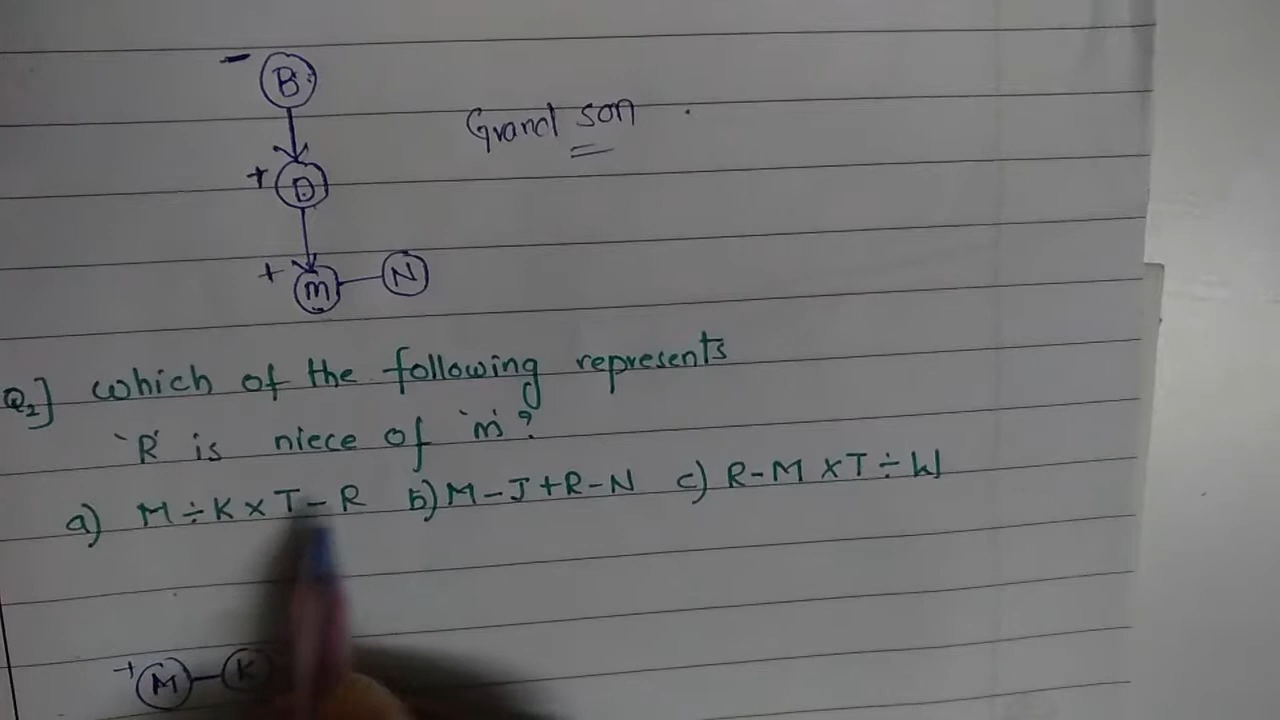 - B
Grand son
+ D
+ m N
Q2] which of the following represents
'R' is niece of 'm'?
a) M÷K×T-R b) M-J+R-N c) R-M×T÷W
+ M K